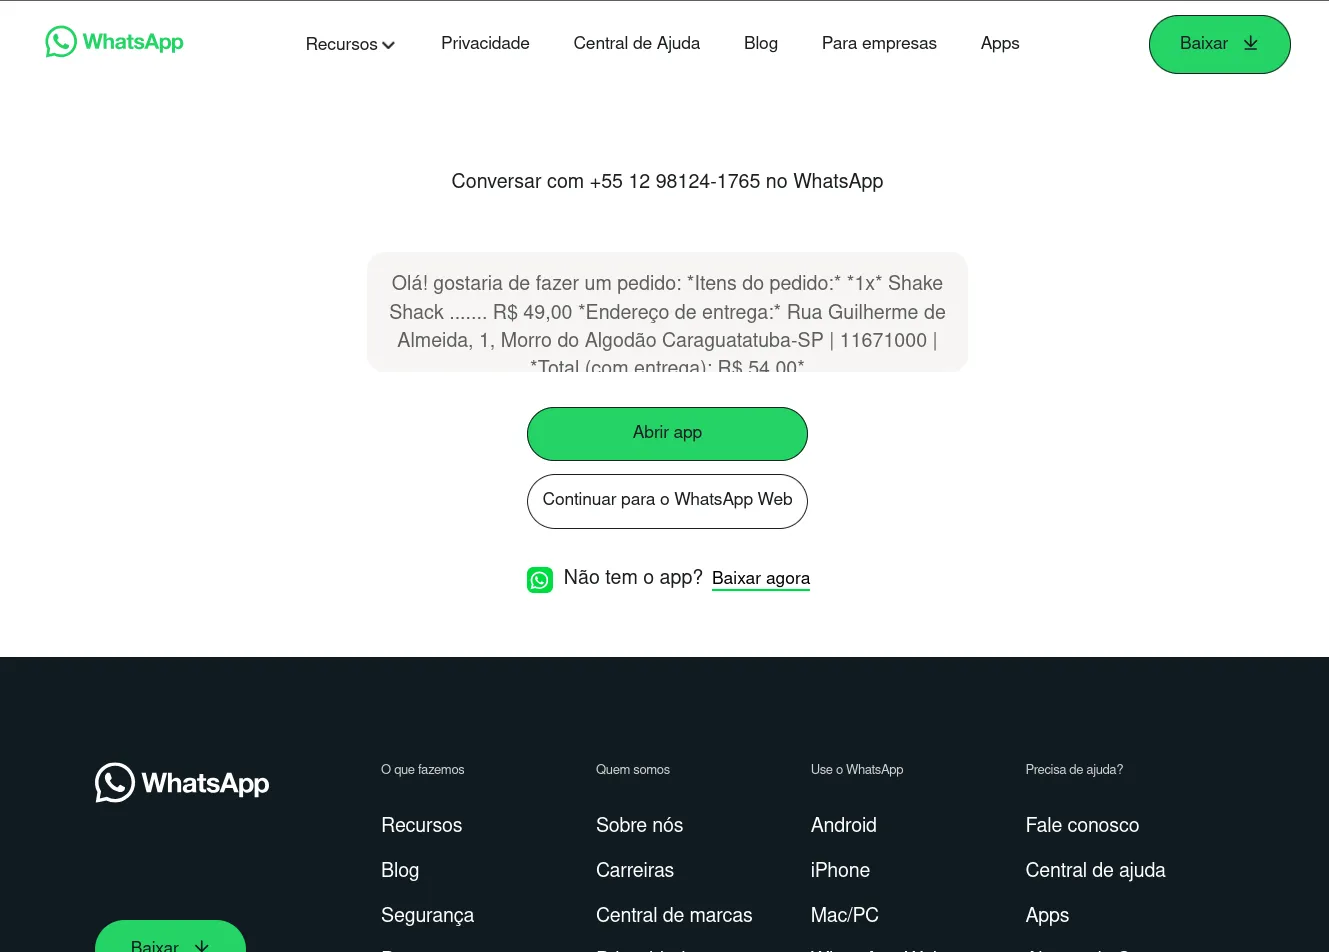 WhatsApp
Recursos
Privacidade
Central de Ajuda
Blog
Para empresas
Apps
Baixar
Conversar com +55 12 98124-1765 no WhatsApp
Olá! gostaria de fazer um pedido: *Itens do pedido:* *1x* Shake
Shack ....... R$ 49,00 *Endereço de entrega:* Rua Guilherme de
Almeida, 1, Morro do Algodão Caraguatatuba-SP | 11671000 |
*Total (com entrega): R$ 54,00*
Abrir app
Continuar para o WhatsApp Web
Não tem o app? Baixar agora
WhatsApp
Baixar
O que fazemos
Recursos
Blog
Segurança
Quem somos
Sobre nós
Carreiras
Central de marcas
Use o WhatsApp
Android
iPhone
Mac/PC
Precisa de ajuda?
Fale conosco
Central de ajuda
Apps